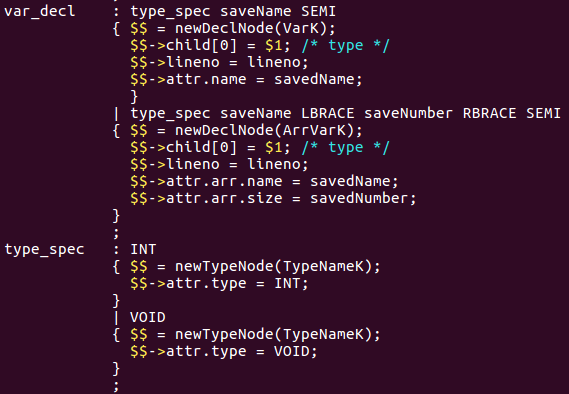 var_decl    : type_spec saveName SEMI
            { $$ = newDeclNode(VarK);
              $$->child[0] = $1; /* type */
              $$->lineno = lineno;
              $$->attr.name = savedName;
              }
            | type_spec saveName LBRACE saveNumber RBRACE SEMI
            { $$ = newDeclNode(ArrVarK);
              $$->child[0] = $1; /* type */
              $$->lineno = lineno;
              $$->attr.arr.name = savedName;
              $$->attr.arr.size = savedNumber;
            }
            ;
type_spec   : INT
            { $$ = newTypeNode(TypeNameK);
              $$->attr.type = INT;
            }
            | VOID
            { $$ = newTypeNode(TypeNameK);
              $$->attr.type = VOID;
            }
            ;